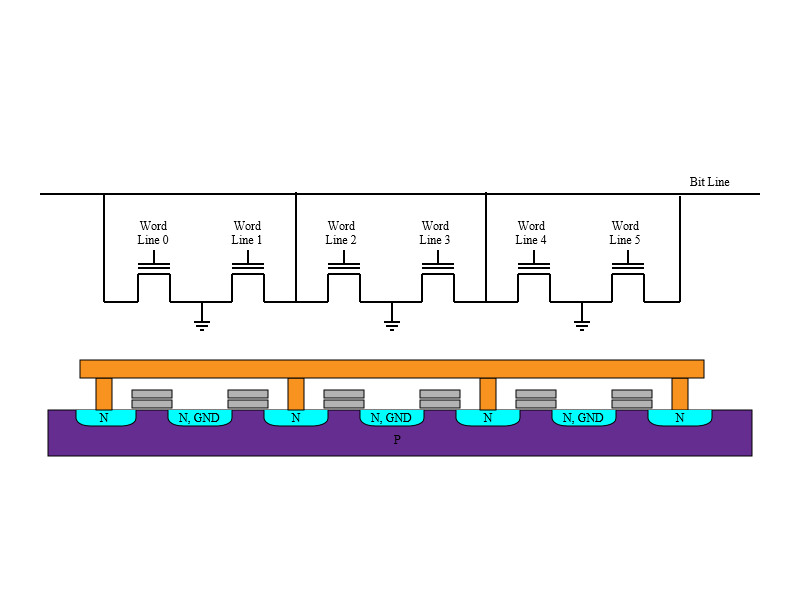 Bit Line
Word
Line 0
Word
Line 1
Word
Line 2
Word
Line 3
Word
Line 4
Word
Line 5
N
N, GND
N
N, GND
N
N, GND
N
P